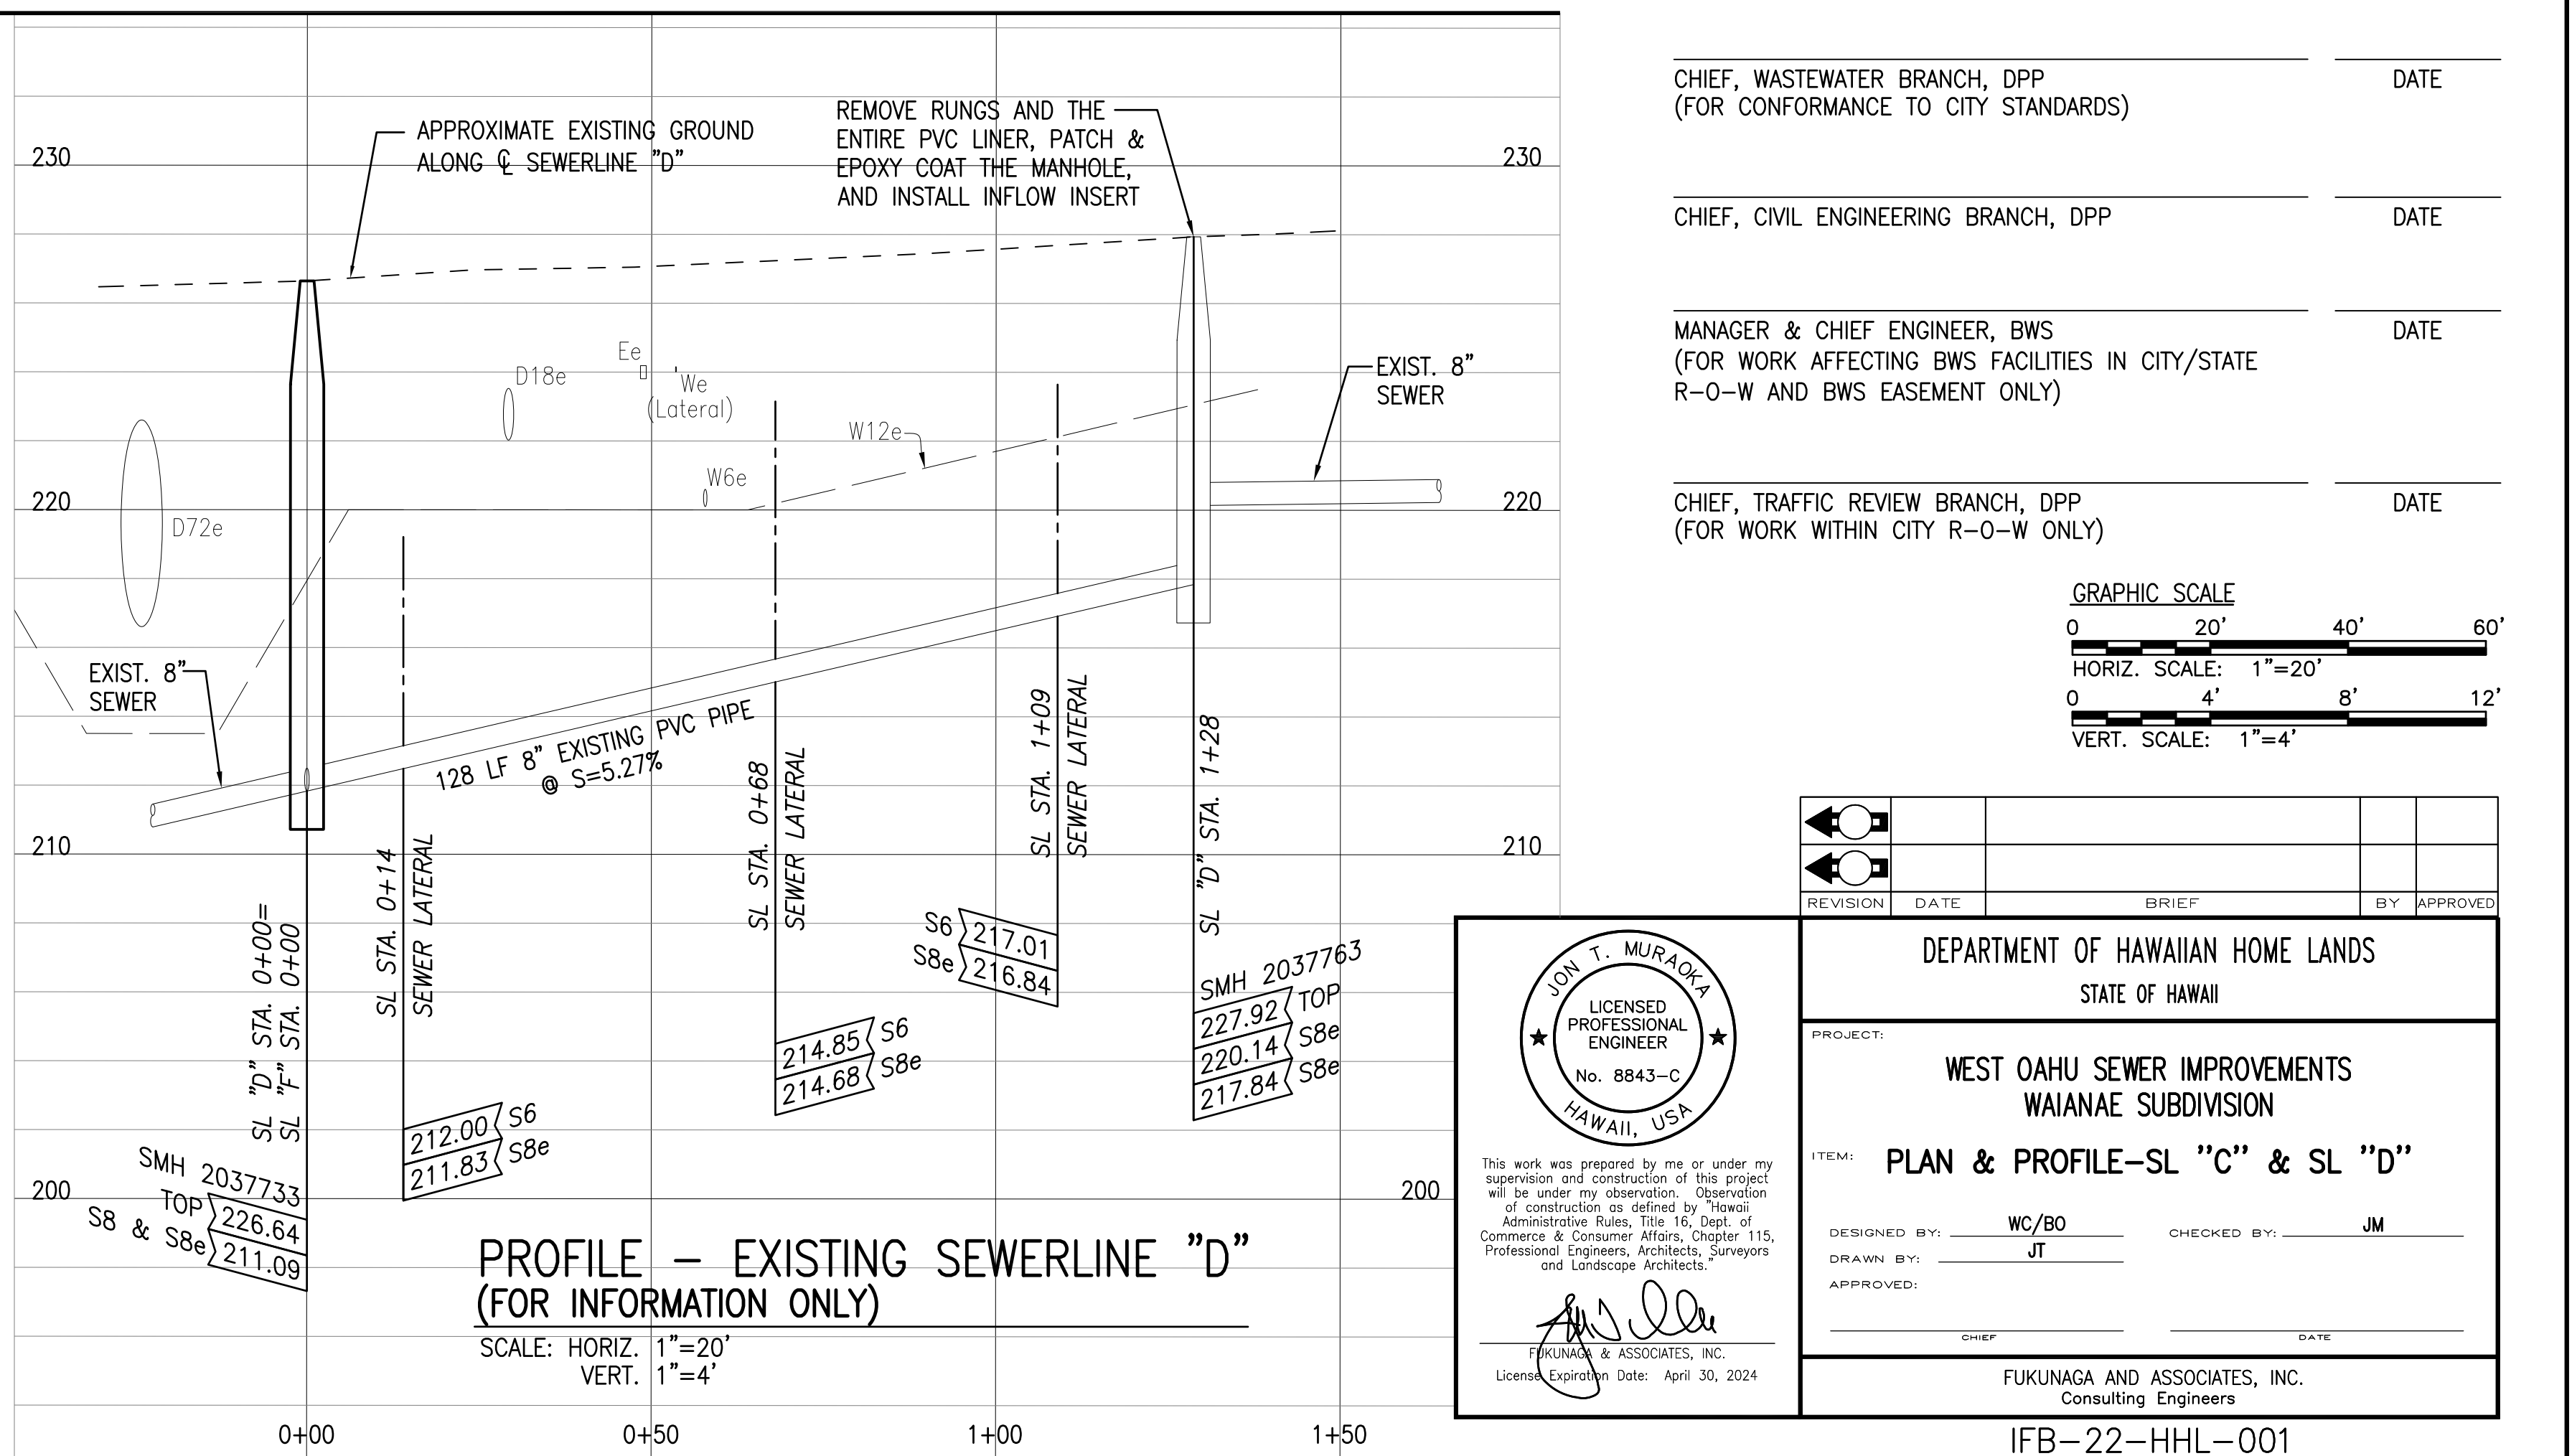 230
APPROXIMATE EXISTING GROUND
ALONG ℄ SEWERLINE "D"
REMOVE RUNGS AND THE
ENTIRE PVC LINER, PATCH &
EPOXY COAT THE MANHOLE,
AND INSTALL INFLOW INSERT
230
D18e
Ee
We
(Lateral)
W12e
W6e
EXIST. 8"
SEWER
220
D72e
220
EXIST. 8"
SEWER
128 LF 8" EXISTING PVC PIPE
@ S=5.27%
210
210
SL "D" STA. 0+00=
SL "F" STA. 0+00
SL STA. 0+14
SEWER LATERAL
SL STA. 0+68
SEWER LATERAL
SL STA. 1+09
SEWER LATERAL
SL "D" STA. 1+28
S6 217.01
S8e 216.84
SMH 2037763
227.92 TOP
220.14 S8e
217.84 S8e
214.85 S6
214.68 S8e
212.00 S6
211.83 S8e
200
200
SMH 2037733
TOP 226.64
S8 & S8e 211.09
PROFILE – EXISTING SEWERLINE "D"
(FOR INFORMATION ONLY)
SCALE: HORIZ. 1"=20'
VERT. 1"=4'
0+00 0+50 1+00 1+50
CHIEF, WASTEWATER BRANCH, DPP DATE
(FOR CONFORMANCE TO CITY STANDARDS)
CHIEF, CIVIL ENGINEERING BRANCH, DPP DATE
MANAGER & CHIEF ENGINEER, BWS DATE
(FOR WORK AFFECTING BWS FACILITIES IN CITY/STATE
R-O-W AND BWS EASEMENT ONLY)
CHIEF, TRAFFIC REVIEW BRANCH, DPP DATE
(FOR WORK WITHIN CITY R-O-W ONLY)
GRAPHIC SCALE
0 20' 40' 60'
HORIZ. SCALE: 1"=20'
0 4' 8' 12'
VERT. SCALE: 1"=4'
REVISION DATE BRIEF BY APPROVED
JON T. MURAOKA
LICENSED
PROFESSIONAL
ENGINEER
No. 8843-C
HAWAII, USA
This work was prepared by me or under my
supervision and construction of this project
will be under my observation. Observation
of construction as defined by "Hawaii
Administrative Rules, Title 16, Dept. of
Commerce & Consumer Affairs, Chapter 115,
Professional Engineers, Architects, Surveyors
and Landscape Architects."
FUKUNAGA & ASSOCIATES, INC.
License Expiration Date: April 30, 2024
DEPARTMENT OF HAWAIIAN HOME LANDS
STATE OF HAWAII
PROJECT:
WEST OAHU SEWER IMPROVEMENTS
WAIANAE SUBDIVISION
ITEM: PLAN & PROFILE-SL "C" & SL "D"
DESIGNED BY: WC/BO CHECKED BY: JM
DRAWN BY: JT
APPROVED:
CHIEF DATE
FUKUNAGA AND ASSOCIATES, INC.
Consulting Engineers
IFB-22-HHL-001